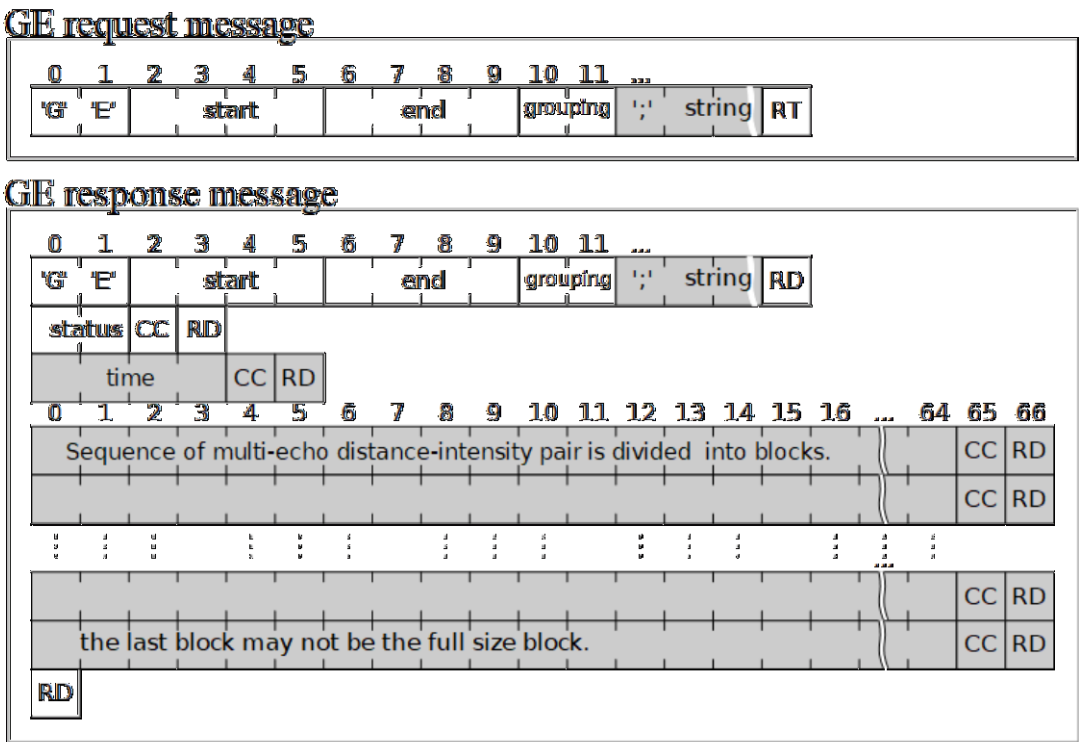 GE request message
0 1 2 3 4 5 6 7 8 9 10 11 ...
'G' 'E' start end grouping ';' string RT
GE response message
0 1 2 3 4 5 6 7 8 9 10 11 ...
'G' 'E' start end grouping ';' string RD
status CC RD
time CC RD
0 1 2 3 4 5 6 7 8 9 10 11 12 13 14 15 16 ... 64 65 66
Sequence of multi-echo distance-intensity pair is divided into blocks. CC RD
CC RD
...
CC RD
the last block may not be the full size block. CC RD
RD